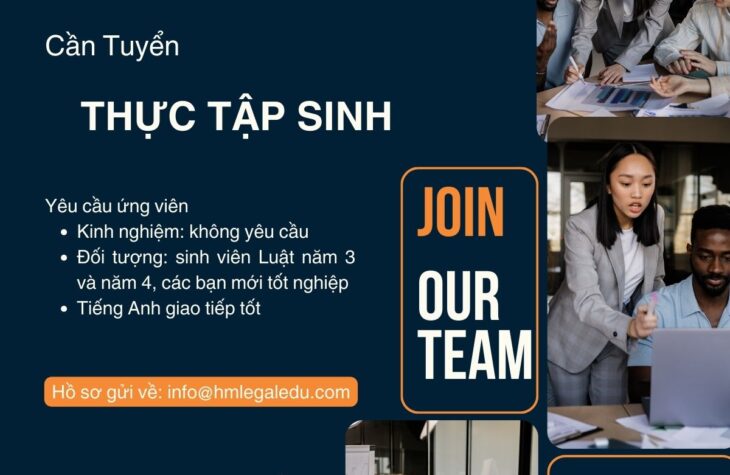 Cần Tuyển
THỰC TẬP SINH
Yêu cầu ứng viên
Kinh nghiệm: không yêu cầu
Đối tượng: sinh viên Luật năm 3
và năm 4, các bạn mới tốt nghiệp
Tiếng Anh giao tiếp tốt
Hồ sơ gửi về: info@hmlegaledu.com
JOIN
OUR
TEAM